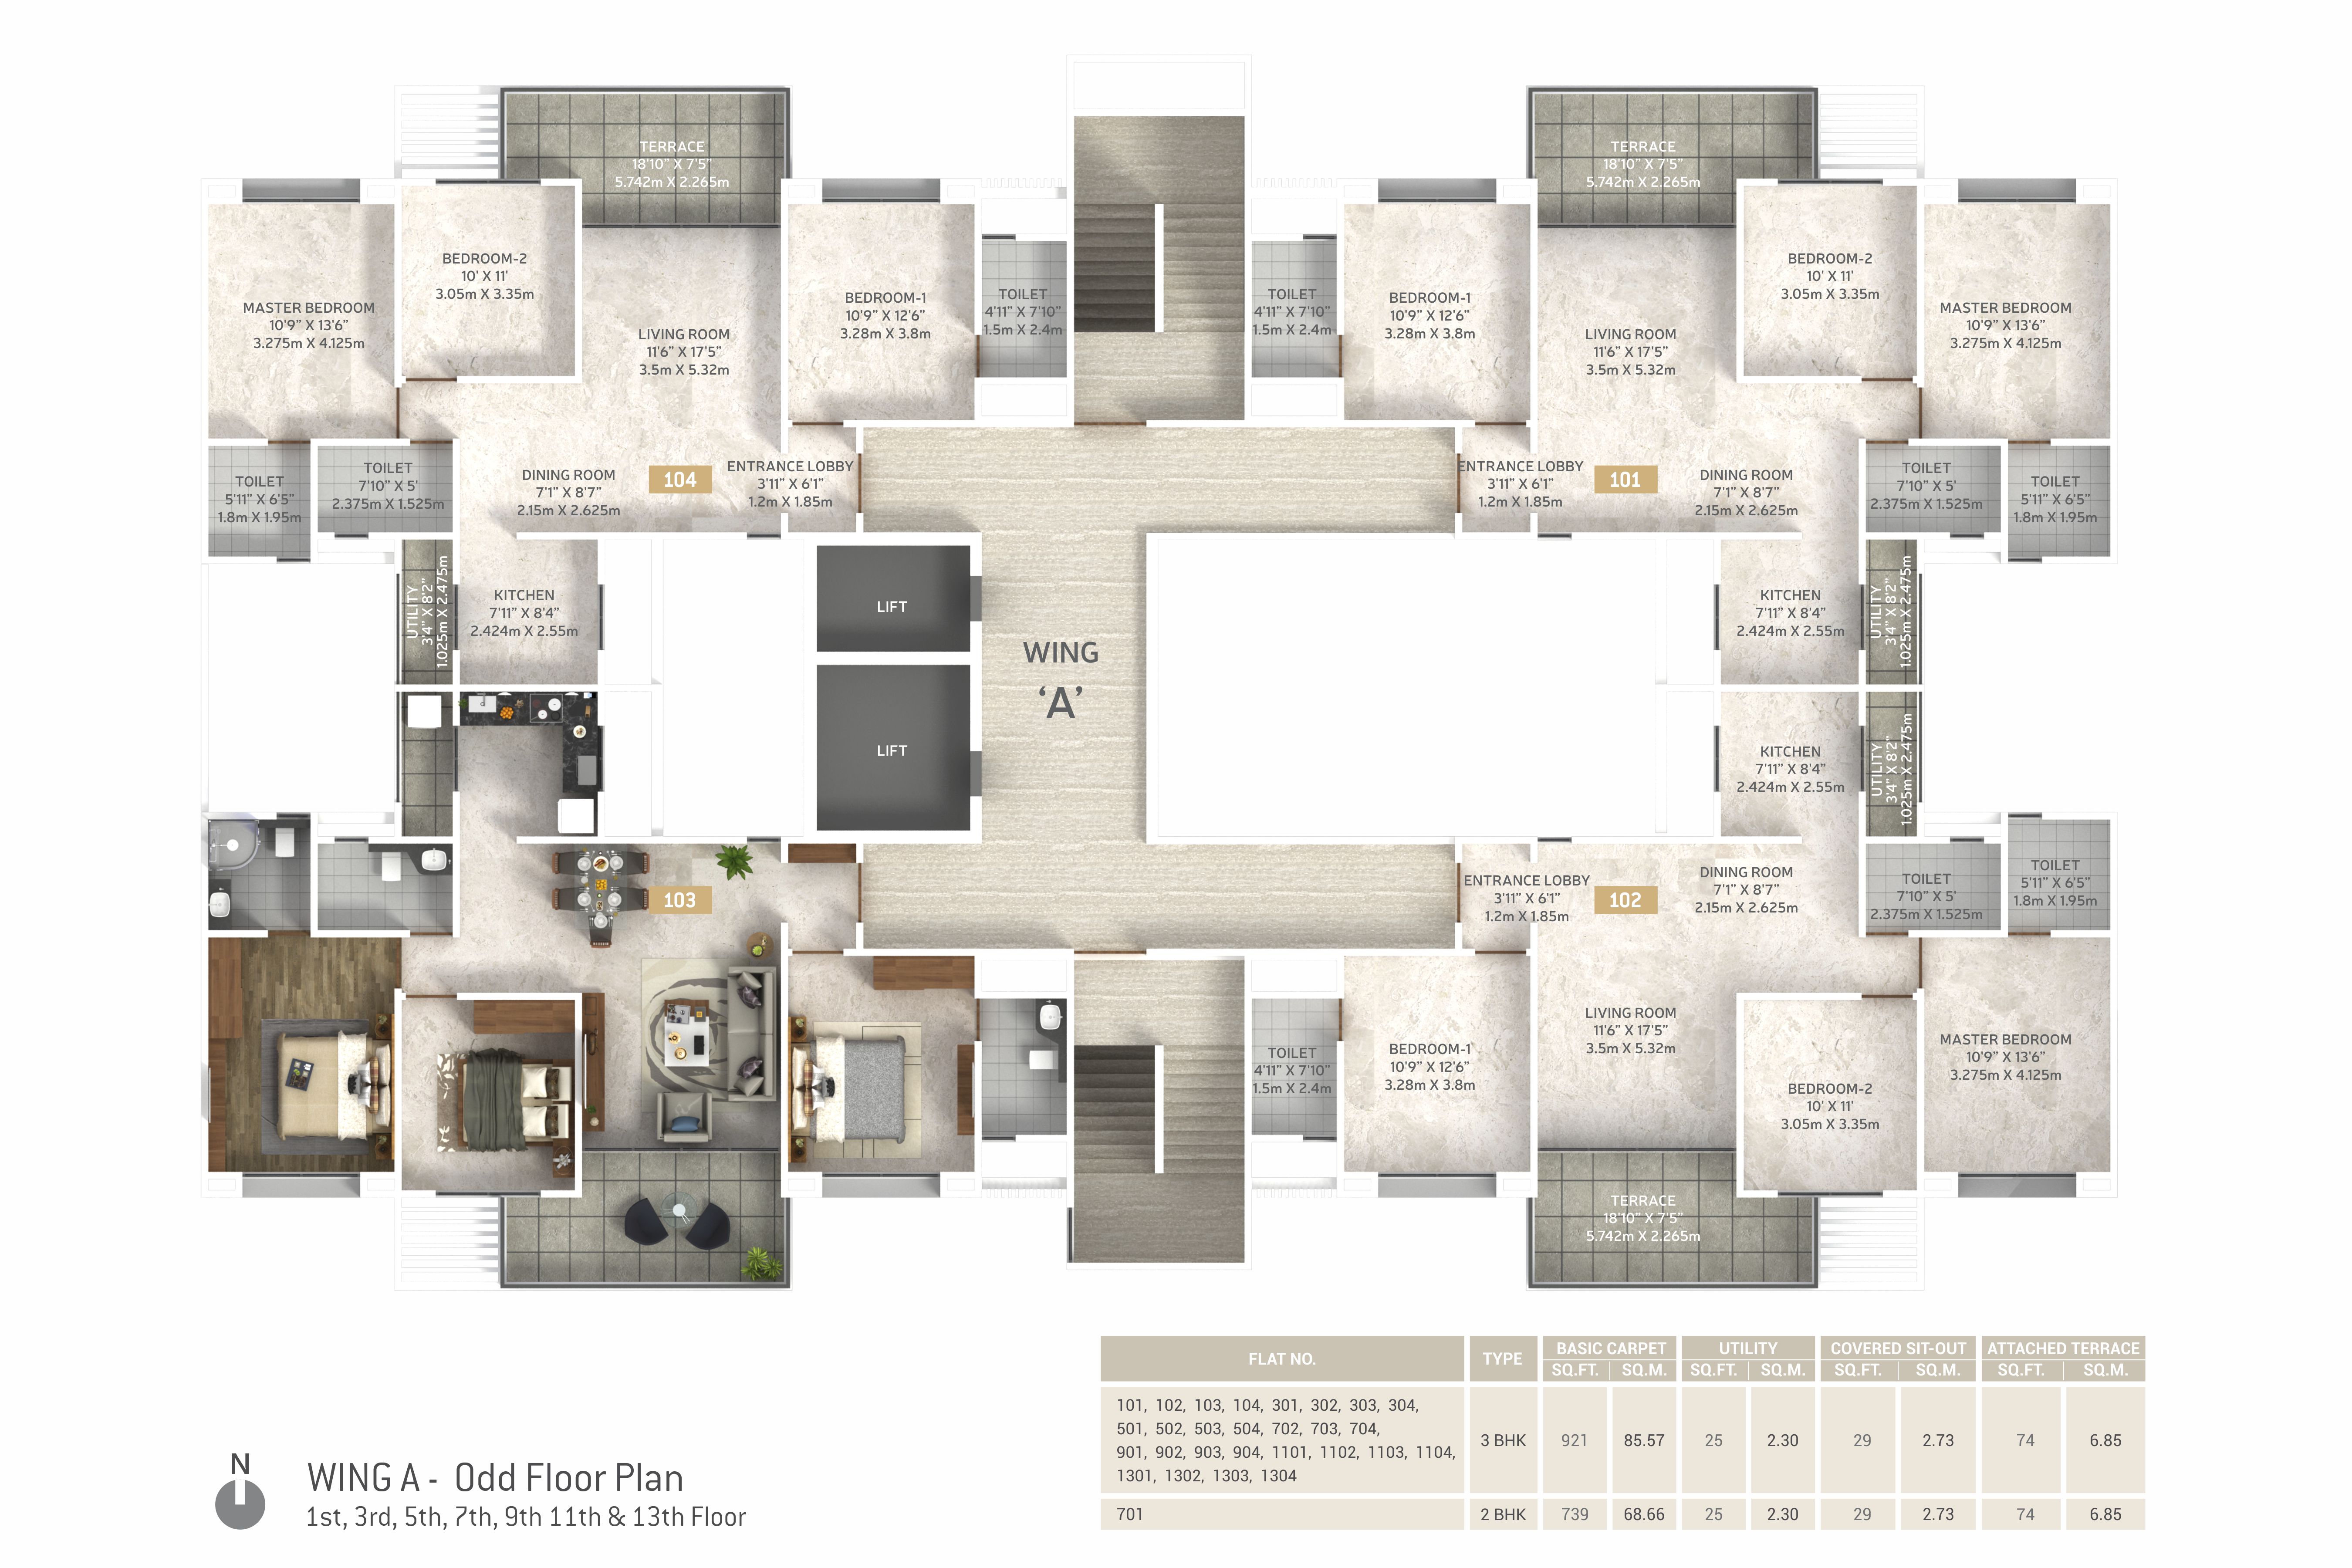 TERRACE
18'10" X 7'5"
5.742m X 2.265m
TERRACE
18'10" X 7'5"
5.742m X 2.265m
MASTER BEDROOM
10'9" X 13'6"
3.275m X 4.125m
BEDROOM-2
10' X 11'
3.05m X 3.35m
LIVING ROOM
11'6" X 17'5"
3.5m X 5.32m
BEDROOM-1
10'9" X 12'6"
3.28m X 3.8m
TOILET
4'11" X 7'10"
1.5m X 2.4m
TOILET
4'11" X 7'10"
1.5m X 2.4m
BEDROOM-1
10'9" X 12'6"
3.28m X 3.8m
LIVING ROOM
11'6" X 17'5"
3.5m X 5.32m
BEDROOM-2
10' X 11'
3.05m X 3.35m
MASTER BEDROOM
10'9" X 13'6"
3.275m X 4.125m
TOILET
5'11" X 6'5"
1.8m X 1.95m
TOILET
7'10" X 5'
2.375m X 1.525m
DINING ROOM
7'1" X 8'7"
2.15m X 2.625m
104
ENTRANCE LOBBY
3'11" X 6'1"
1.2m X 1.85m
ENTRANCE LOBBY
3'11" X 6'1"
1.2m X 1.85m
101
DINING ROOM
7'1" X 8'7"
2.15m X 2.625m
TOILET
7'10" X 5'
2.375m X 1.525m
TOILET
5'11" X 6'5"
1.8m X 1.95m
UTILITY
3'4" X 8'2"
1.025m X 2.475m
KITCHEN
7'11" X 8'4"
2.424m X 2.55m
LIFT
WING
'A'
KITCHEN
7'11" X 8'4"
2.424m X 2.55m
UTILITY
3'4" X 8'2"
1.025m X 2.475m
LIFT
KITCHEN
7'11" X 8'4"
2.424m X 2.55m
UTILITY
3'4" X 8'2"
1.025m X 2.475m
103
ENTRANCE LOBBY
3'11" X 6'1"
1.2m X 1.85m
102
DINING ROOM
7'1" X 8'7"
2.15m X 2.625m
TOILET
7'10" X 5'
2.375m X 1.525m
TOILET
5'11" X 6'5"
1.8m X 1.95m
TOILET
4'11" X 7'10"
1.5m X 2.4m
BEDROOM-1
10'9" X 12'6"
3.28m X 3.8m
LIVING ROOM
11'6" X 17'5"
3.5m X 5.32m
BEDROOM-2
10' X 11'
3.05m X 3.35m
MASTER BEDROOM
10'9" X 13'6"
3.275m X 4.125m
TERRACE
18'10" X 7'5"
5.742m X 2.265m
FLAT NO. TYPE BASIC CARPET UTILITY COVERED SIT-OUT ATTACHED TERRACE
SQ.FT. SQ.M. SQ.FT. SQ.M. SQ.FT. SQ.M. SQ.FT. SQ.M.
101, 102, 103, 104, 301, 302, 303, 304,
501, 502, 503, 504, 702, 703, 704,
901, 902, 903, 904, 1101, 1102, 1103, 1104,
1301, 1302, 1303, 1304
3 BHK 921 85.57 25 2.30 29 2.73 74 6.85
701 2 BHK 739 68.66 25 2.30 29 2.73 74 6.85
N
WING A - Odd Floor Plan
1st, 3rd, 5th, 7th, 9th 11th & 13th Floor